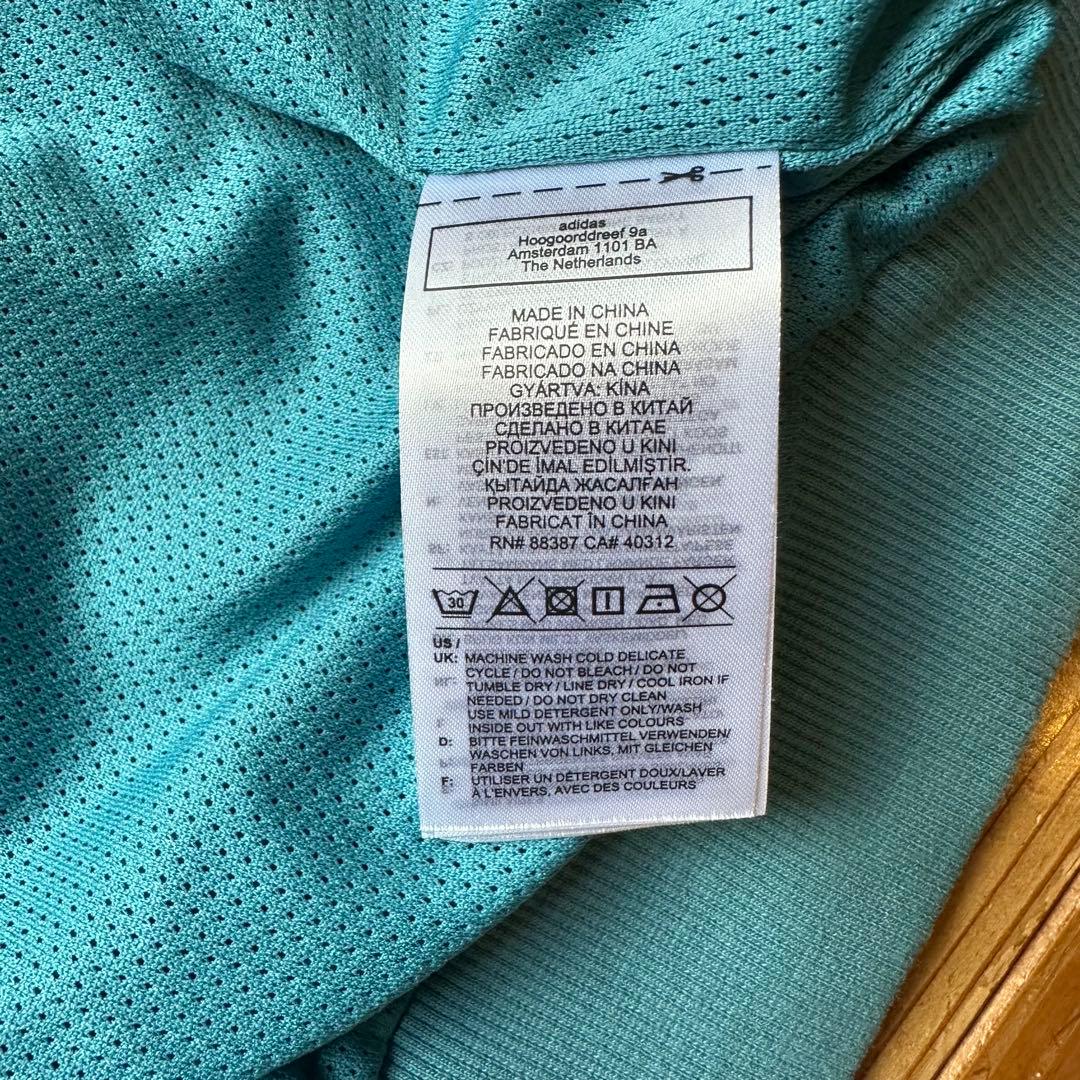 adidas
Hoogoorddreef 9a
Amsterdam 1101 BA
The Netherlands
MADE IN CHINA
FABRIQUÉ EN CHINE
FABRICADO EN CHINA
FABRICADO NA CHINA
GYÁRTVA: KÍNA
ПРОИЗВЕДЕНО В КИТАЙ
СДЕЛАНО В КИТАЕ
PROIZVEDENO U KINI
ÇİN'DE İMAL EDİLMİŞTİR.
ҚЫТАЙДА ЖАСАЛҒАН
PROIZVEDENO U KINI
FABRICAT ÎN CHINA
RN# 88387 CA# 40312
30
US /
UK: MACHINE WASH COLD DELICATE
CYCLE / DO NOT BLEACH / DO NOT
TUMBLE DRY / LINE DRY / COOL IRON IF
NEEDED / DO NOT DRY CLEAN
USE MILD DETERGENT ONLY/WASH
INSIDE OUT WITH LIKE COLOURS
D: BITTE FEINWASCHMITTEL VERWENDEN/
WASCHEN VON LINKS, MIT GLEICHEN
FARBEN
F: UTILISER UN DÉTERGENT DOUX/LAVER
À L'ENVERS, AVEC DES COULEURS